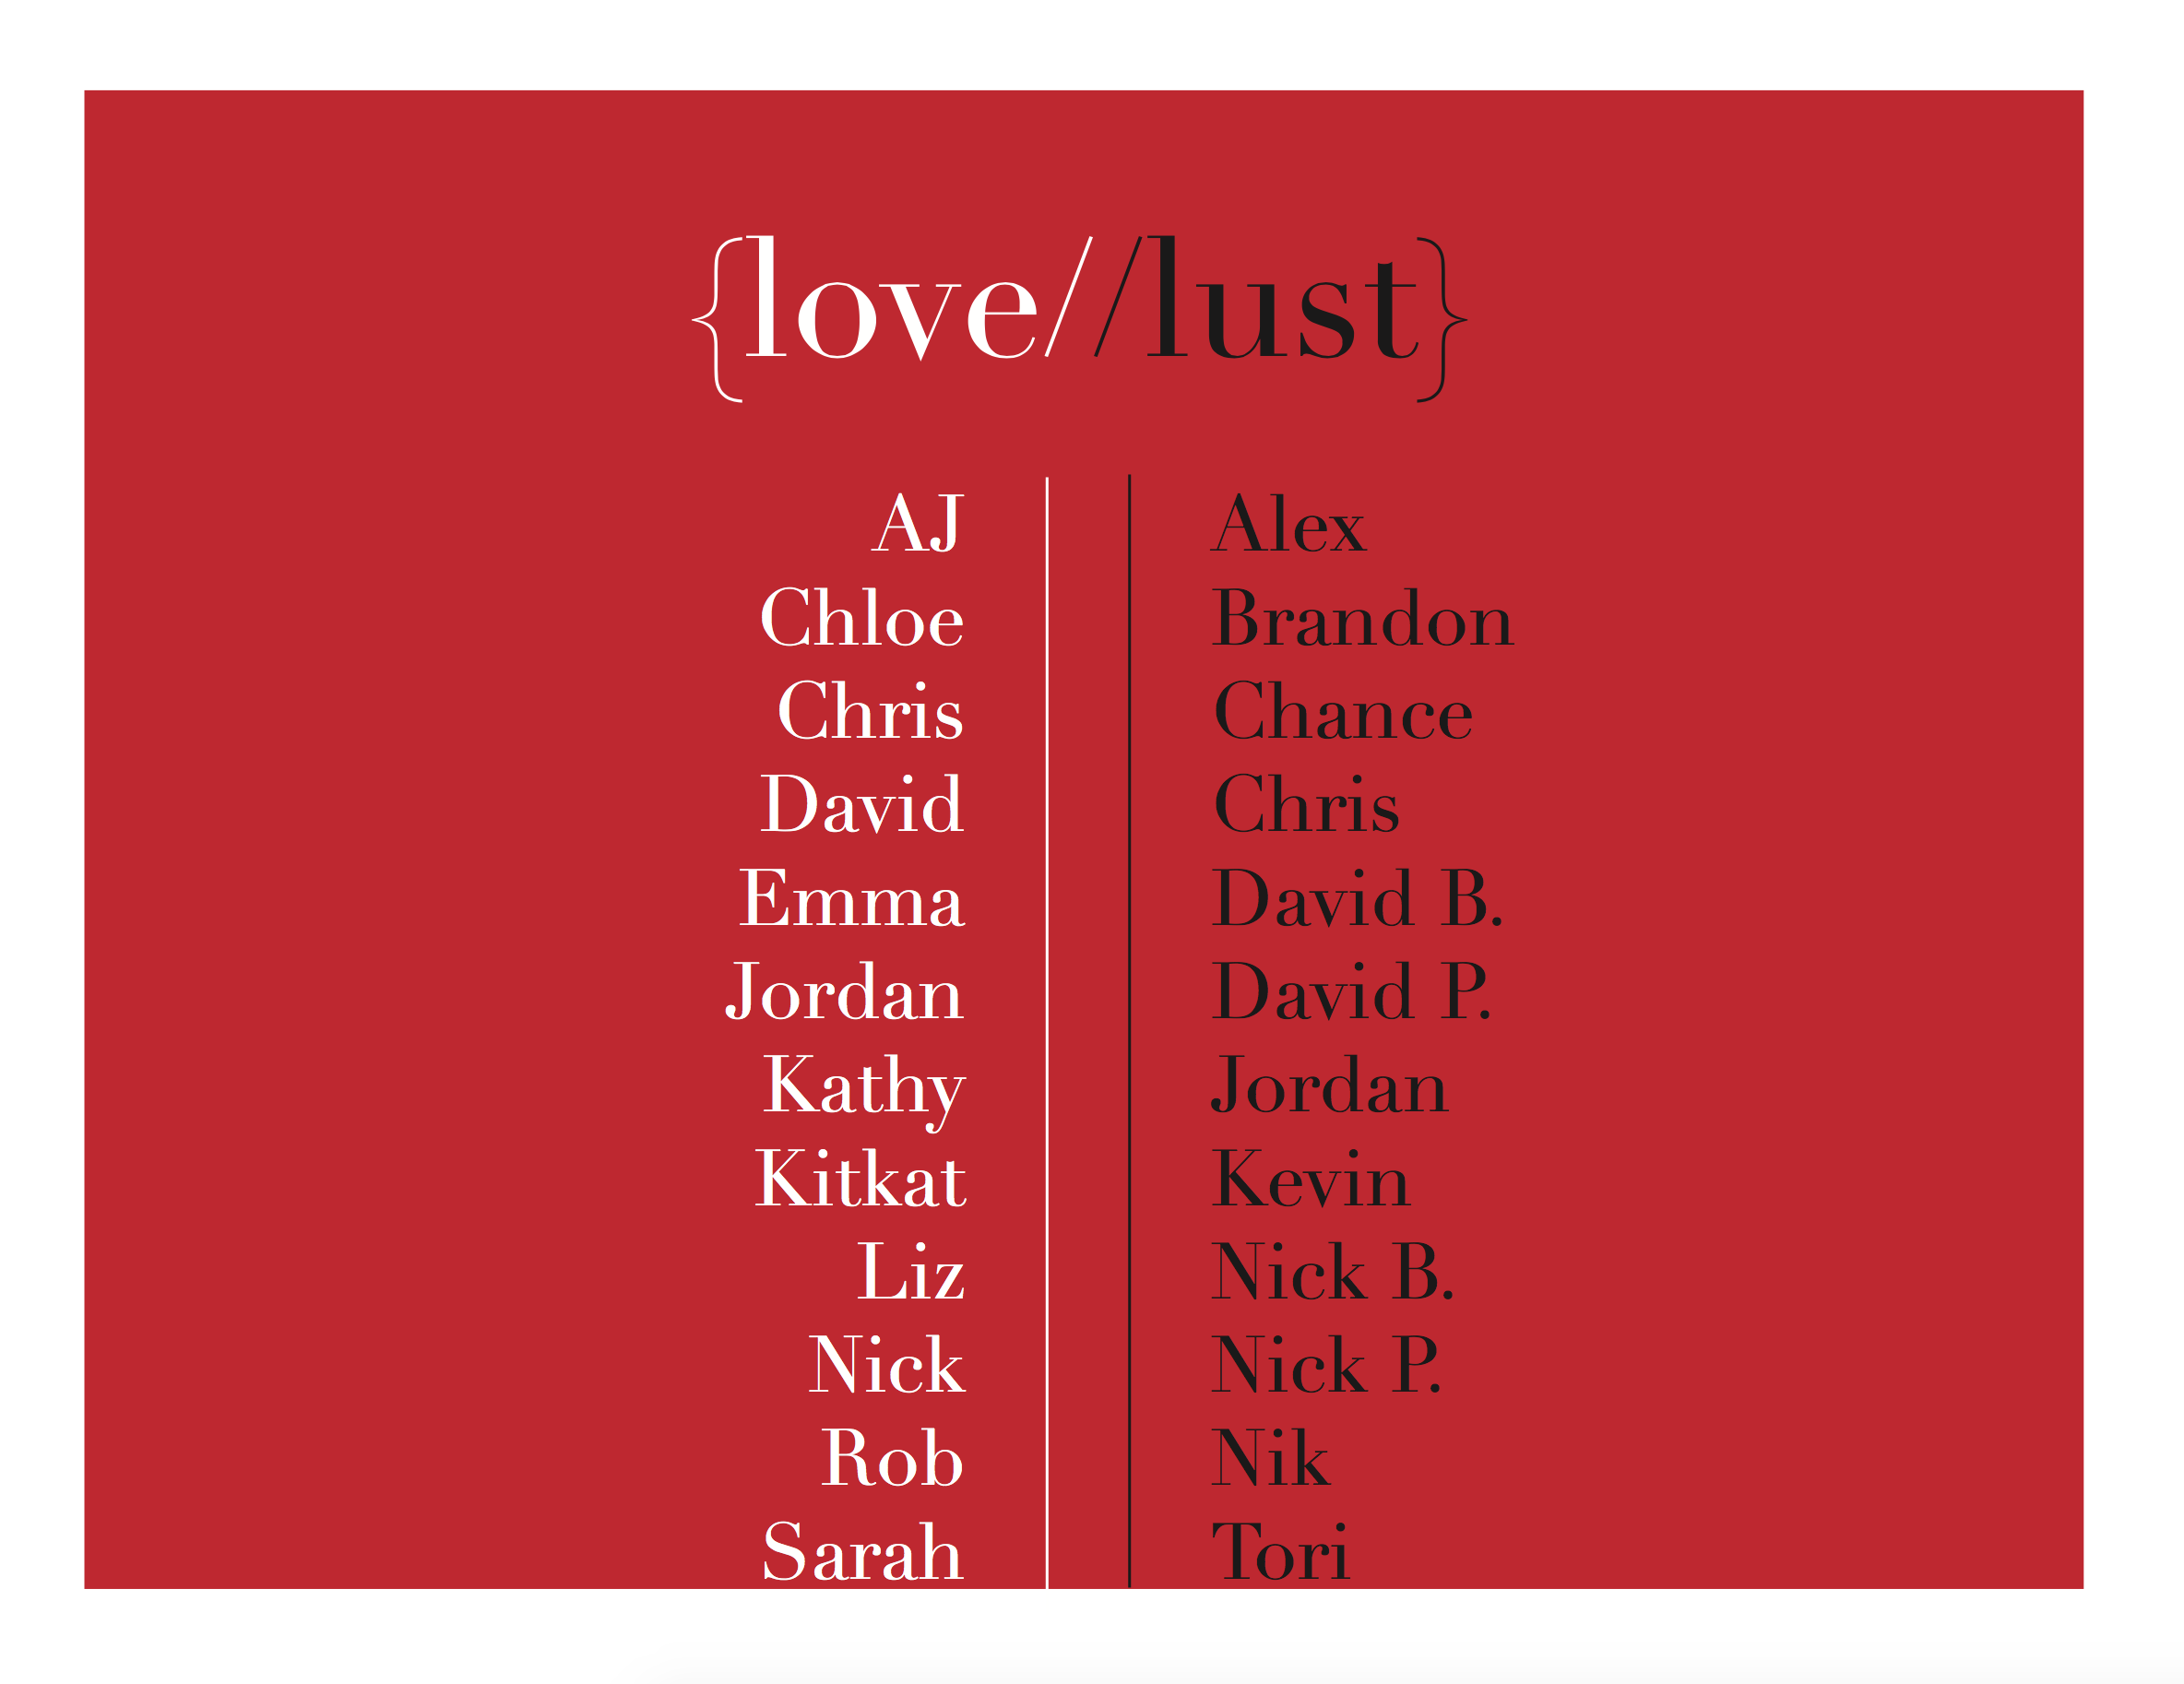 {love//lust}
AJ
Chloe
Chris
David
Emma
Jordan
Kathy
Kitkat
Liz
Nick
Rob
Sarah
Alex
Brandon
Chance
Chris
David B.
David P.
Jordan
Kevin
Nick B.
Nick P.
Nik
Tori